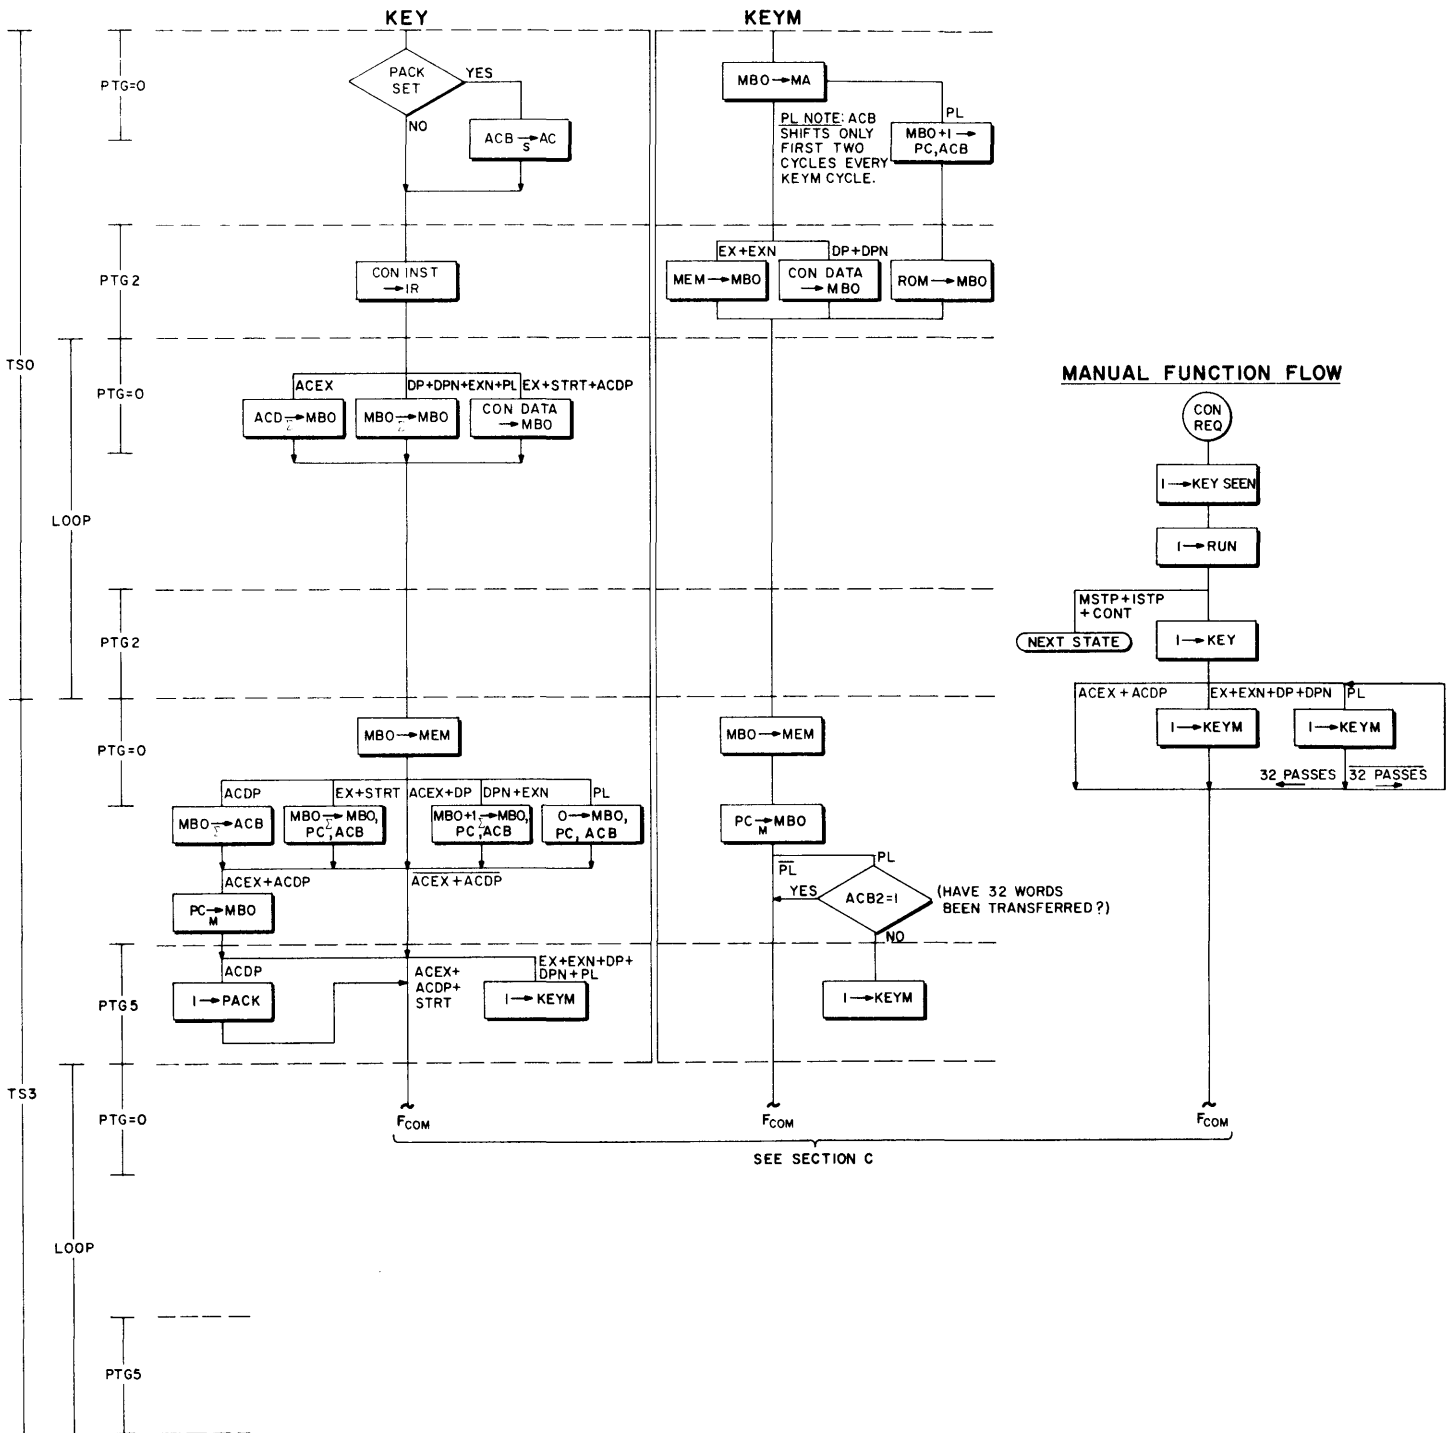 KEY
KEYM
TS0
LOOP
PTG=0
PACK
SET
YES
NO
ACB → AC
S
MBO → MA
PL NOTE: ACB
SHIFTS ONLY
FIRST TWO
CYCLES EVERY
KEYM CYCLE.
PL
MBO+1 →
PC, ACB
PTG2
CON INST
→ IR
EX+EXN
DP+DPN
MEM → MBO
CON DATA
→ MBO
ROM → MBO
PTG=0
ACEX
DP+DPN+EXN+PL
EX+STRT+ACDP
ACD → MBO
Σ
MBO → MBO
Σ
CON DATA
→ MBO
PTG2
MANUAL FUNCTION FLOW
CON
REQ
1 → KEY SEEN
1 → RUN
MSTP+ISTP
+CONT
NEXT STATE
1 → KEY
ACEX+ACDP
EX+EXN+DP+DPN
PL
1 → KEYM
1 → KEYM
32 PASSES
32 PASSES
TS3
PTG=0
MBO → MEM
MBO → MEM
ACDP
EX+STRT
ACEX+DP
DPN+EXN
PL
MBO → ACB
Σ
MBO → MBO,
Σ
PC, ACB
MBO+1 → MBO,
Σ
PC, ACB
0 → MBO,
PC, ACB
PC → MBO
M
ACEX+ACDP
ACEX+ACDP
PC → MBO
M
PL
PL
YES
ACB2=1
(HAVE 32 WORDS
BEEN TRANSFERRED?)
NO
PTG5
ACDP
1 → PACK
ACEX+
ACDP+
STRT
EX+EXN+DP+
DPN+PL
1 → KEYM
1 → KEYM
LOOP
PTG=0
FCOM
FCOM
FCOM
SEE SECTION C
PTG5